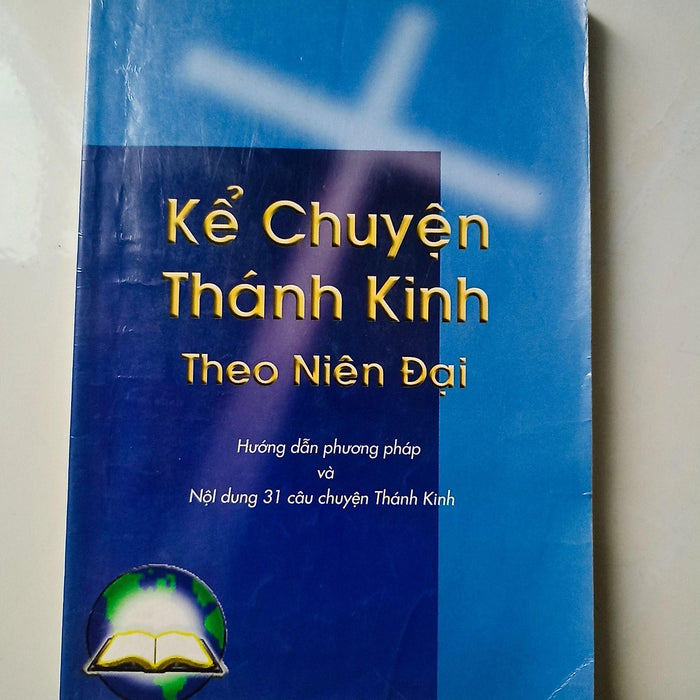 Kể Chuyện
Thánh Kinh
Theo Niên Đại
Hướng dẫn phương pháp
và
NộI dung 31 câu chuyện Thánh Kinh